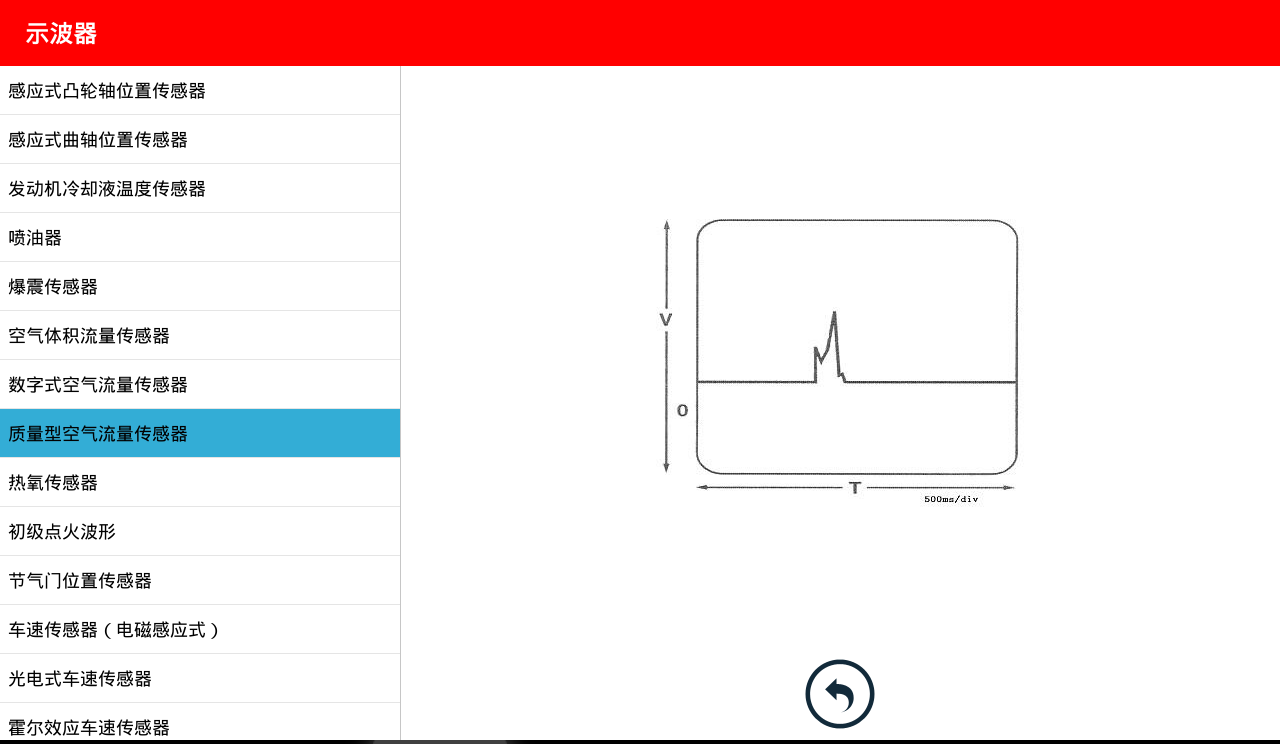 示波器
感应式凸轮轴位置传感器
感应式曲轴位置传感器
发动机冷却液温度传感器
喷油器
爆震传感器
空气体积流量传感器
数字式空气流量传感器
质量型空气流量传感器
热氧传感器
初级点火波形
节气门位置传感器
车速传感器（电磁感应式）
光电式车速传感器
霍尔效应车速传感器
V
0
T
500ms/div